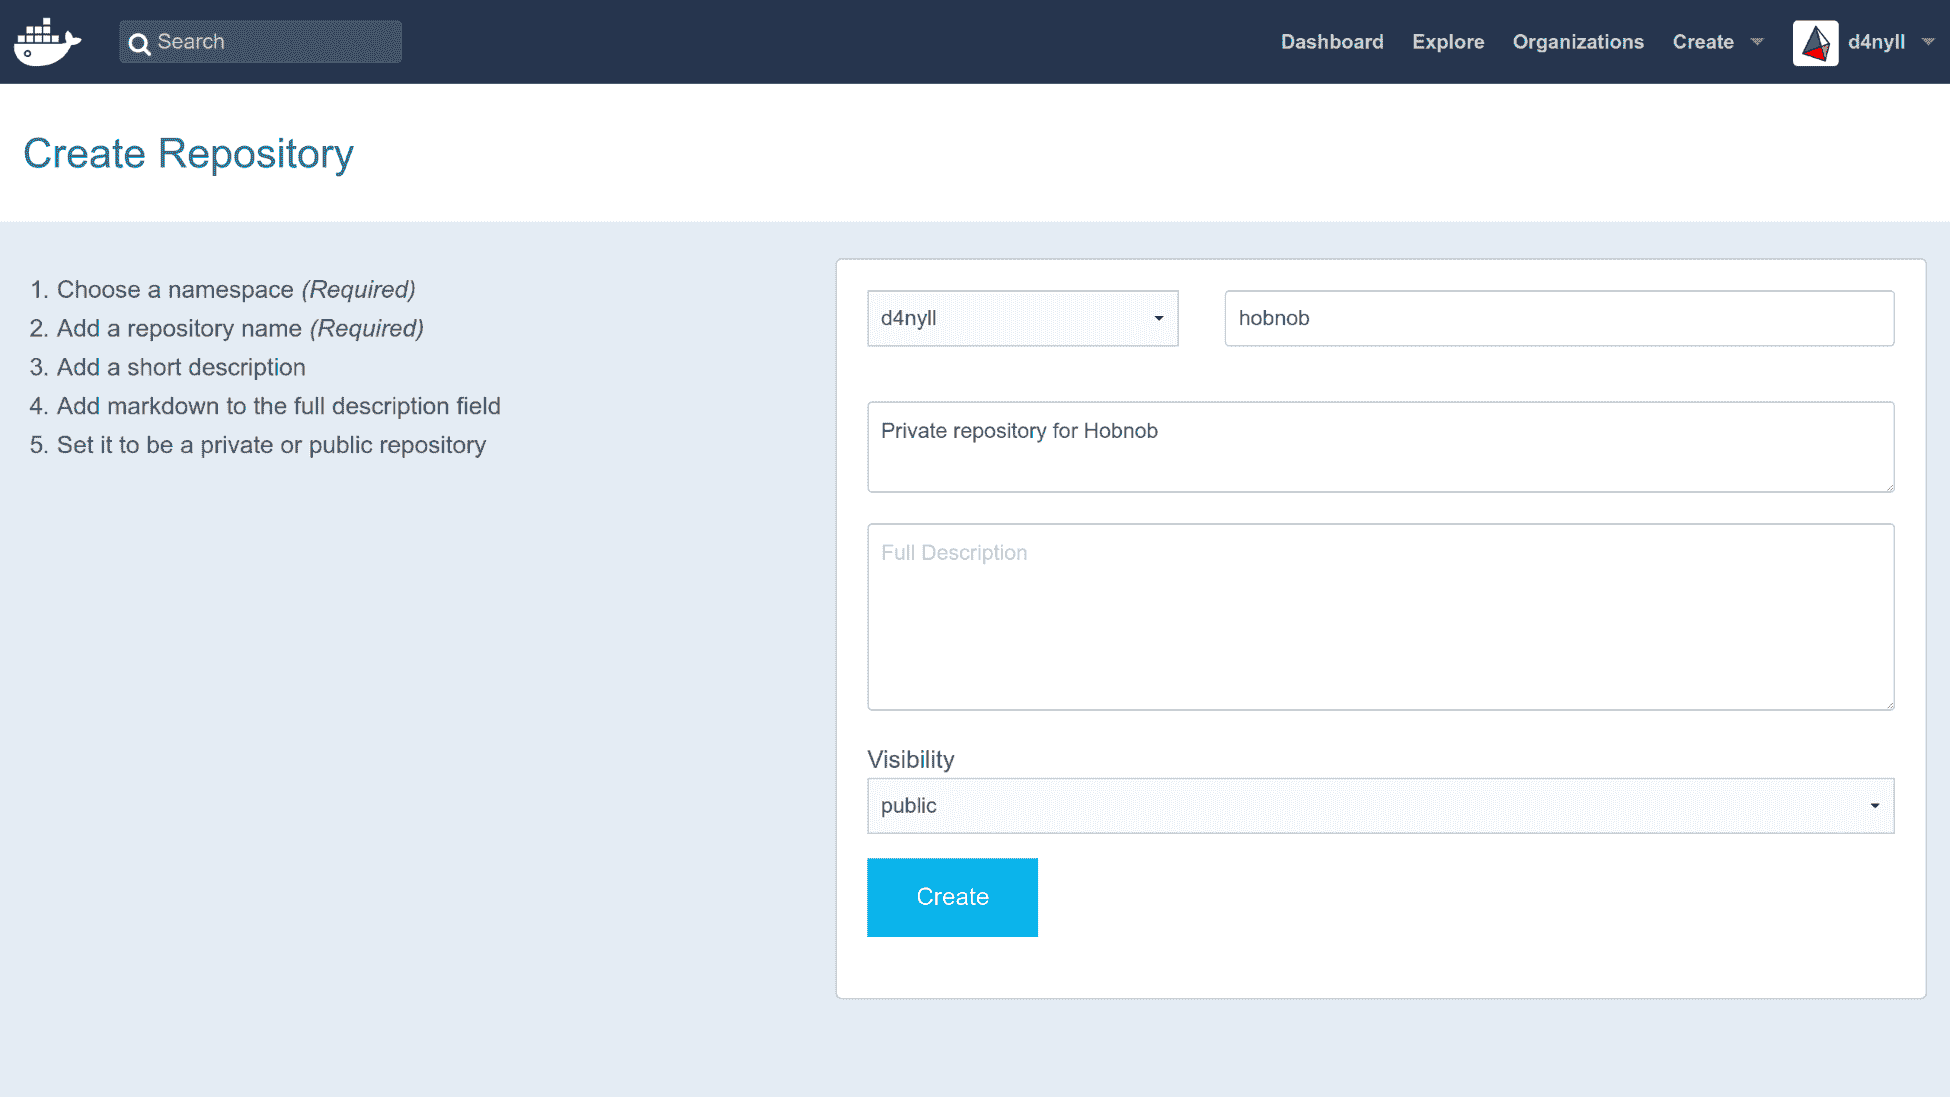 Search
Dashboard Explore Organizations Create d4nyll
Create Repository
1. Choose a namespace (Required)
2. Add a repository name (Required)
3. Add a short description
4. Add markdown to the full description field
5. Set it to be a private or public repository
d4nyll hobnob
Private repository for Hobnob
Full Description
Visibility
public
Create